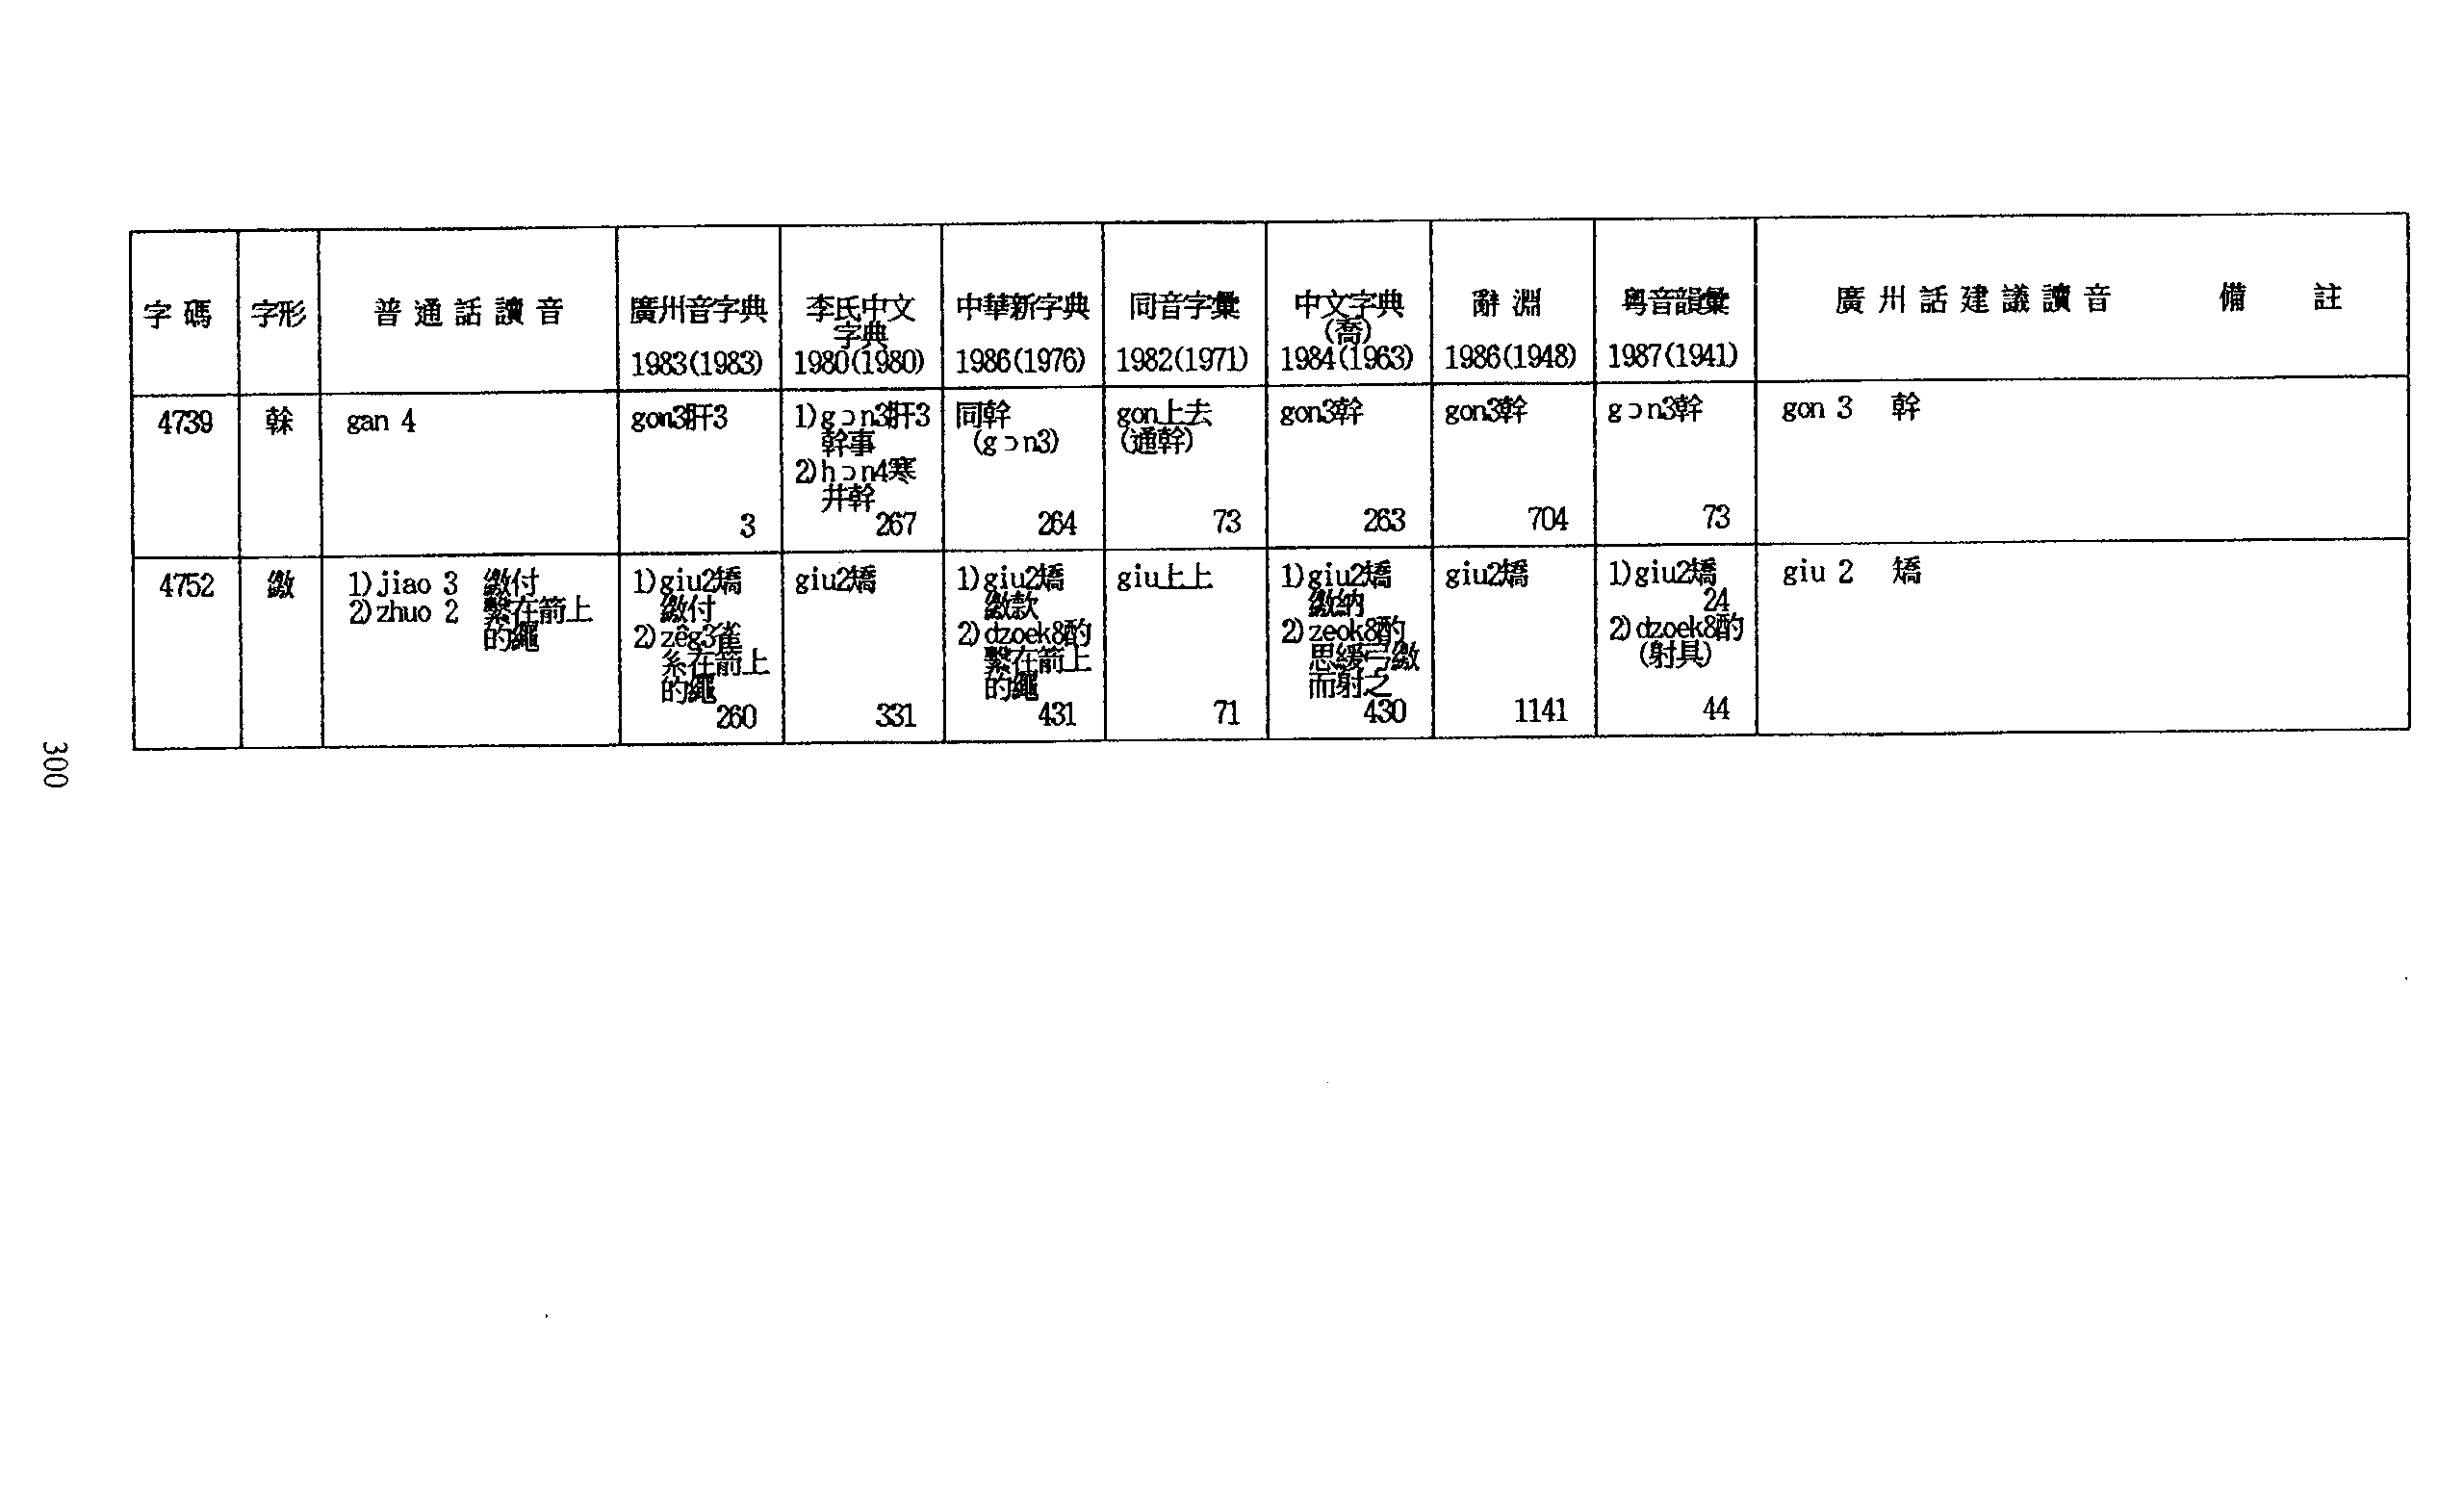 字 碼
字形
普 通 話 讀 音
廣州音字典
1983(1983)
李氏中文
字典
1980(1980)
中華新字典
1986(1976)
同音字彙
1982(1971)
中文字典
(喬)
1984(1963)
辭 淵
1986(1948)
粵音韻彙
1987(1941)
廣 州 話 建 議 讀 音
備 註
4739
榦
gan 4
gon3肝3
3
1)gɔn3肝3
幹事
2)hɔn4寒
井幹
267
同幹
(gɔn3)
264
gon上去
(通幹)
73
gon3幹
263
gon3幹
704
gɔn3幹
73
gon 3 幹
4752
繳
1)jiao 3 繳付
2)zhuo 2 繫在箭上
的繩
1)giu2矯
繳付
2)zêg3雀
糸在箭上
的繩
260
giu2矯
331
1)giu2矯
繳款
2)dzoek8酌
繫在箭上
的繩
431
giu上上
71
1)giu2矯
繳納
2)zeok8酌
思緩弓繳
而射之
430
giu2矯
1141
1)giu2矯
24
2)dzoek8酌
(射具)
44
giu 2 矯
300